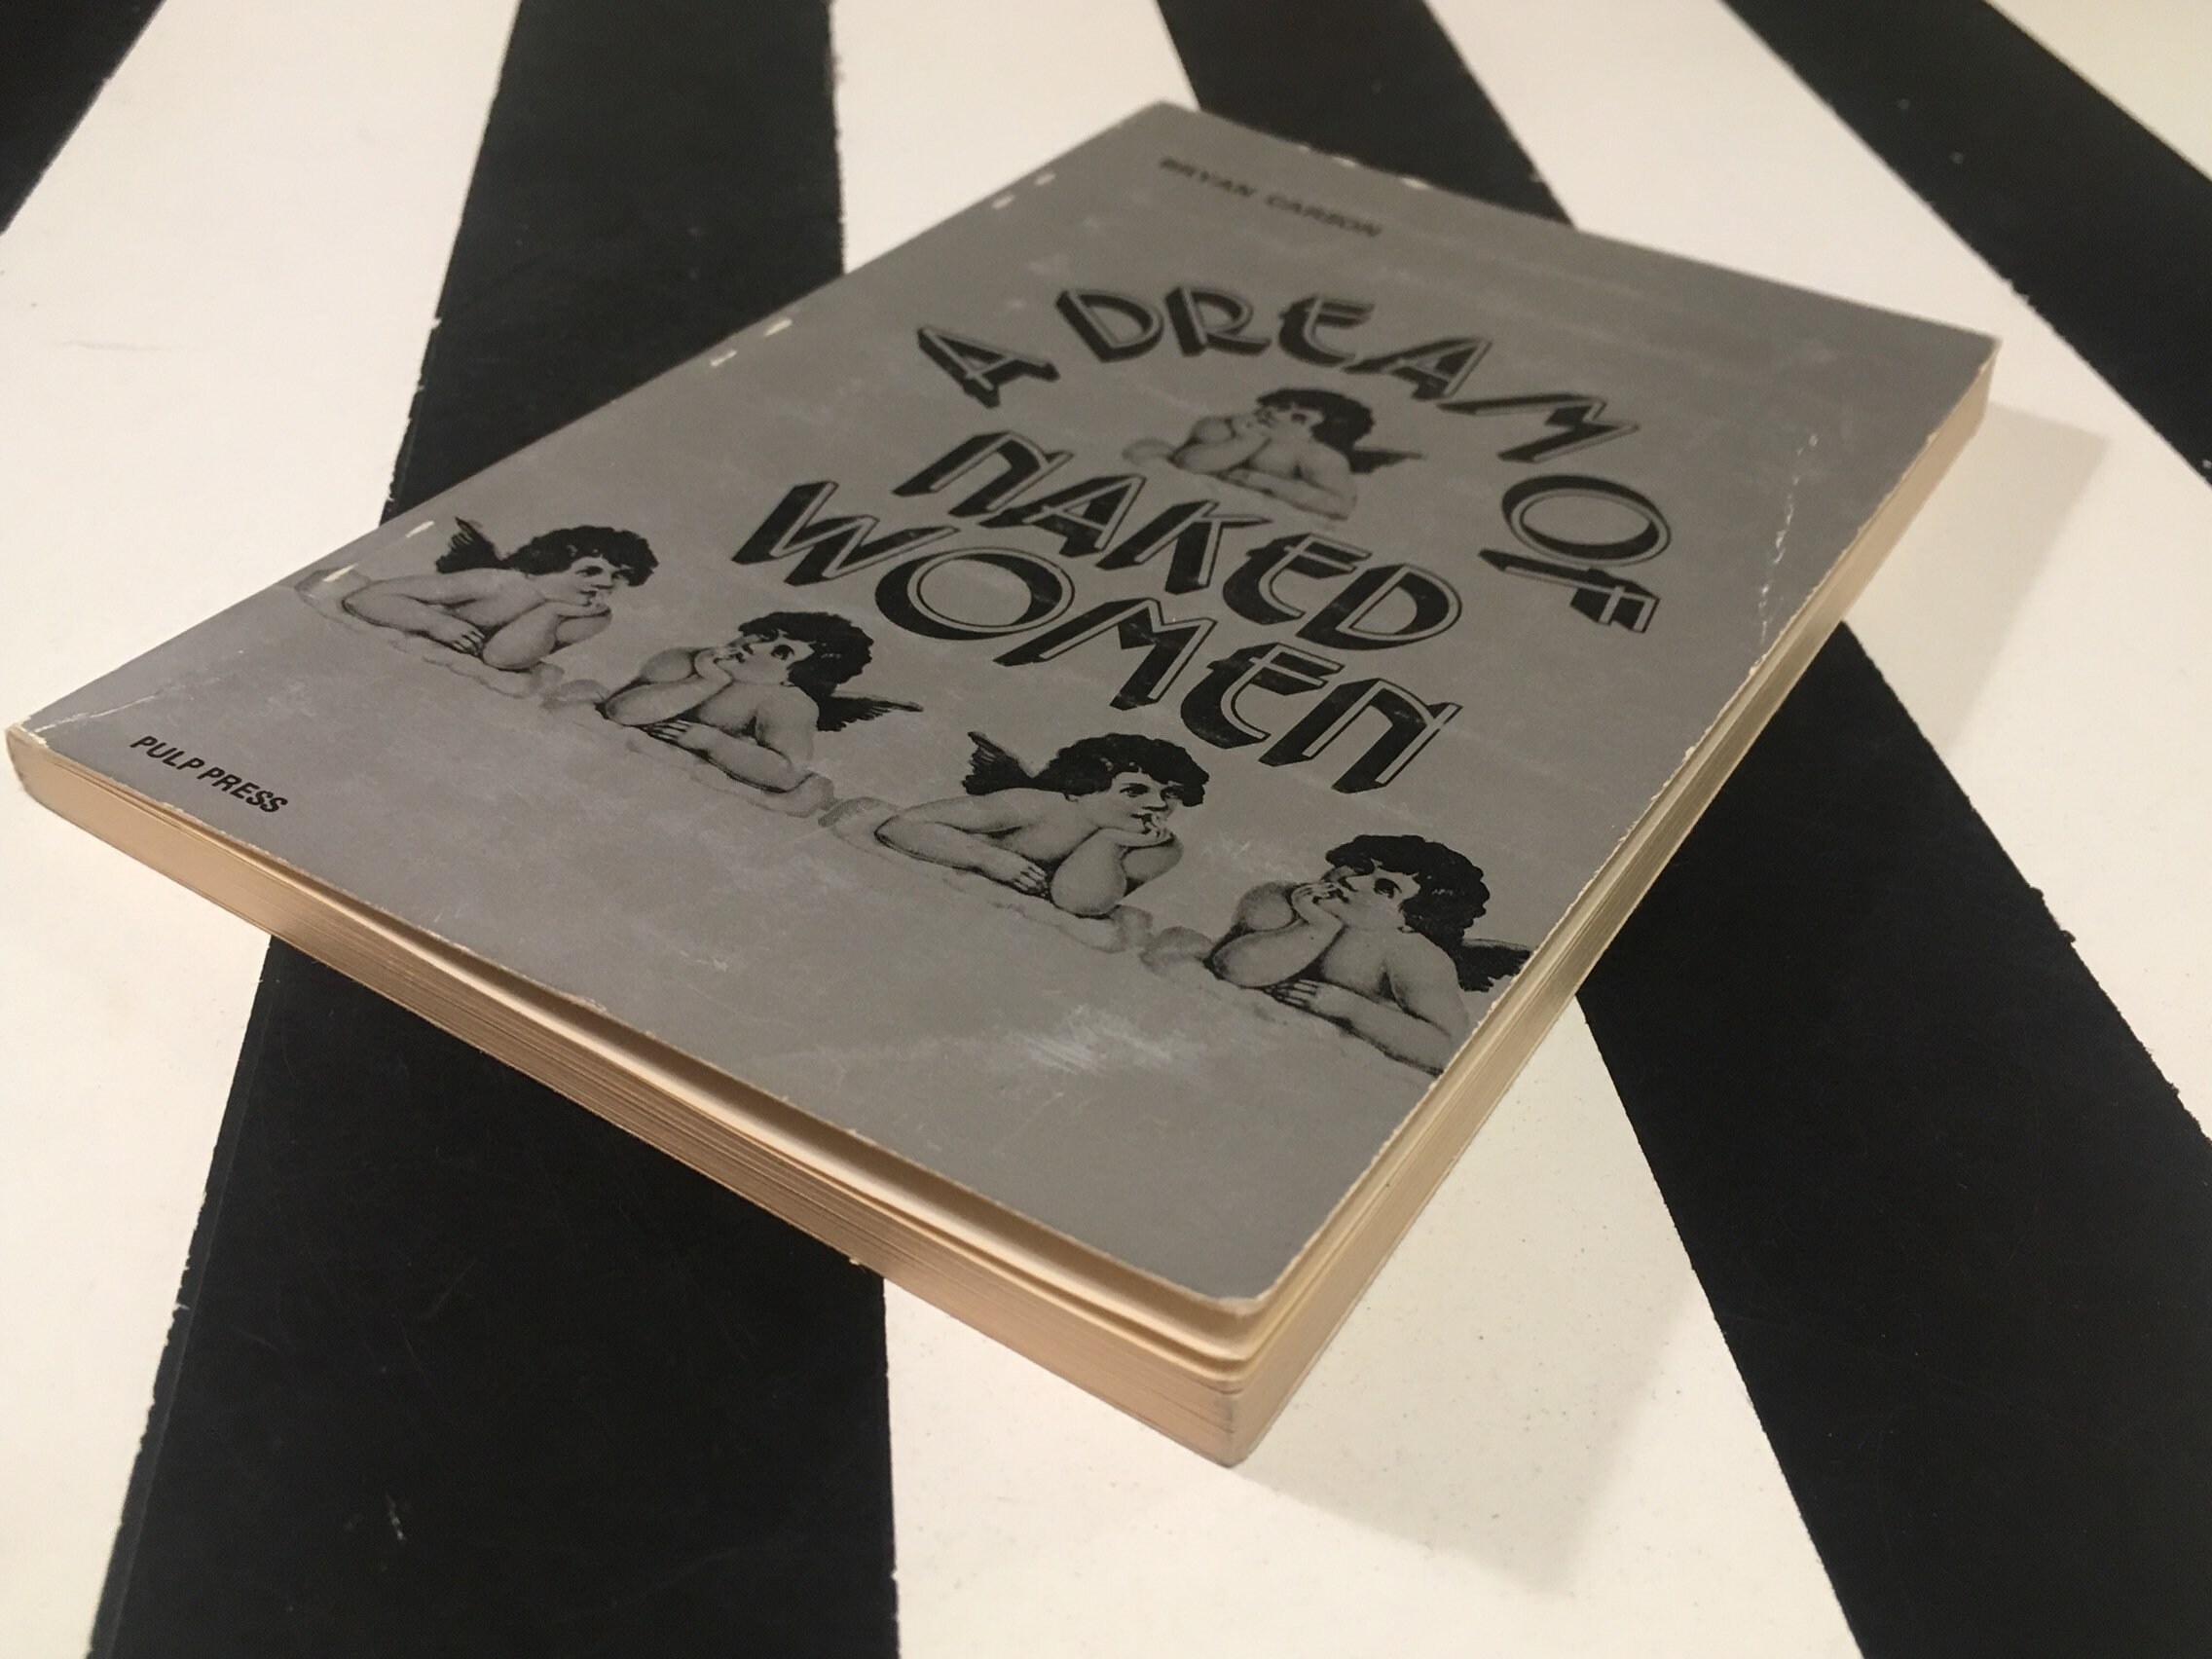 BRYAN CARSON
A DREAM OF
NAKED
WOMEN
PULP PRESS